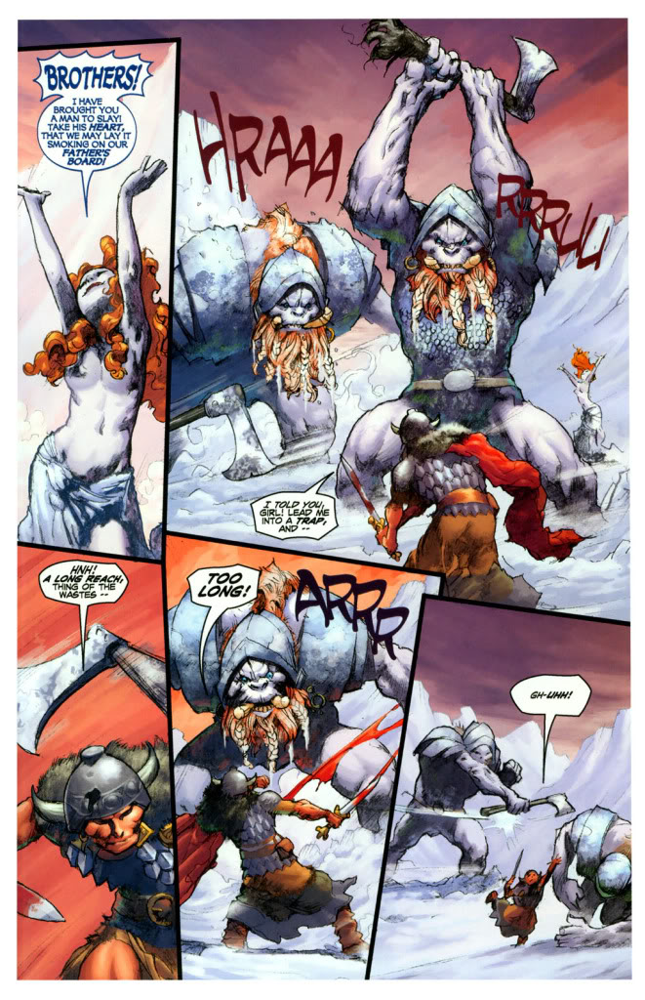 BROTHERS!
I HAVE
BROUGHT YOU
A MAN TO SLAY!
TAKE HIS HEART,
THAT WE MAY LAY IT
SMOKING ON OUR
FATHER'S
BOARD!
HRAAA
RRRUU
I TOLD YOU,
GIRL! LEAD ME
INTO A TRAP,
AND --
HNH!
A LONG REACH,
THING OF THE
WASTES --
TOO
LONG!
ARRR
GH-UHH!